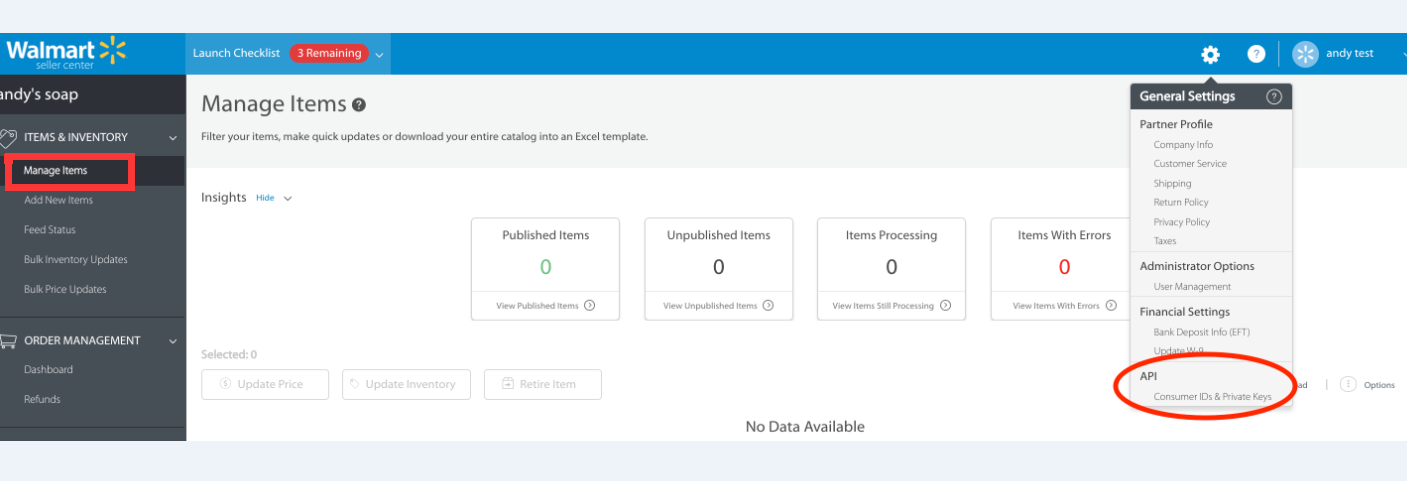 Walmart
seller center
Launch Checklist 3 Remaining
andy test
andy's soap
ITEMS & INVENTORY
Manage Items
Add New Items
Feed Status
Bulk Inventory Updates
Bulk Price Updates
ORDER MANAGEMENT
Dashboard
Refunds
Manage Items
Filter your items, make quick updates or download your entire catalog into an Excel template.
Insights Hide
Published Items
0
View Published Items
Unpublished Items
0
View Unpublished Items
Items Processing
0
View Items Still Processing
Items With Errors
0
View Items With Errors
Selected: 0
Update Price
Update Inventory
Retire Item
ad
Options
No Data Available
General Settings
Partner Profile
Company Info
Customer Service
Shipping
Return Policy
Privacy Policy
Taxes
Administrator Options
User Management
Financial Settings
Bank Deposit Info (EFT)
Update W-9
API
Consumer IDs & Private Keys